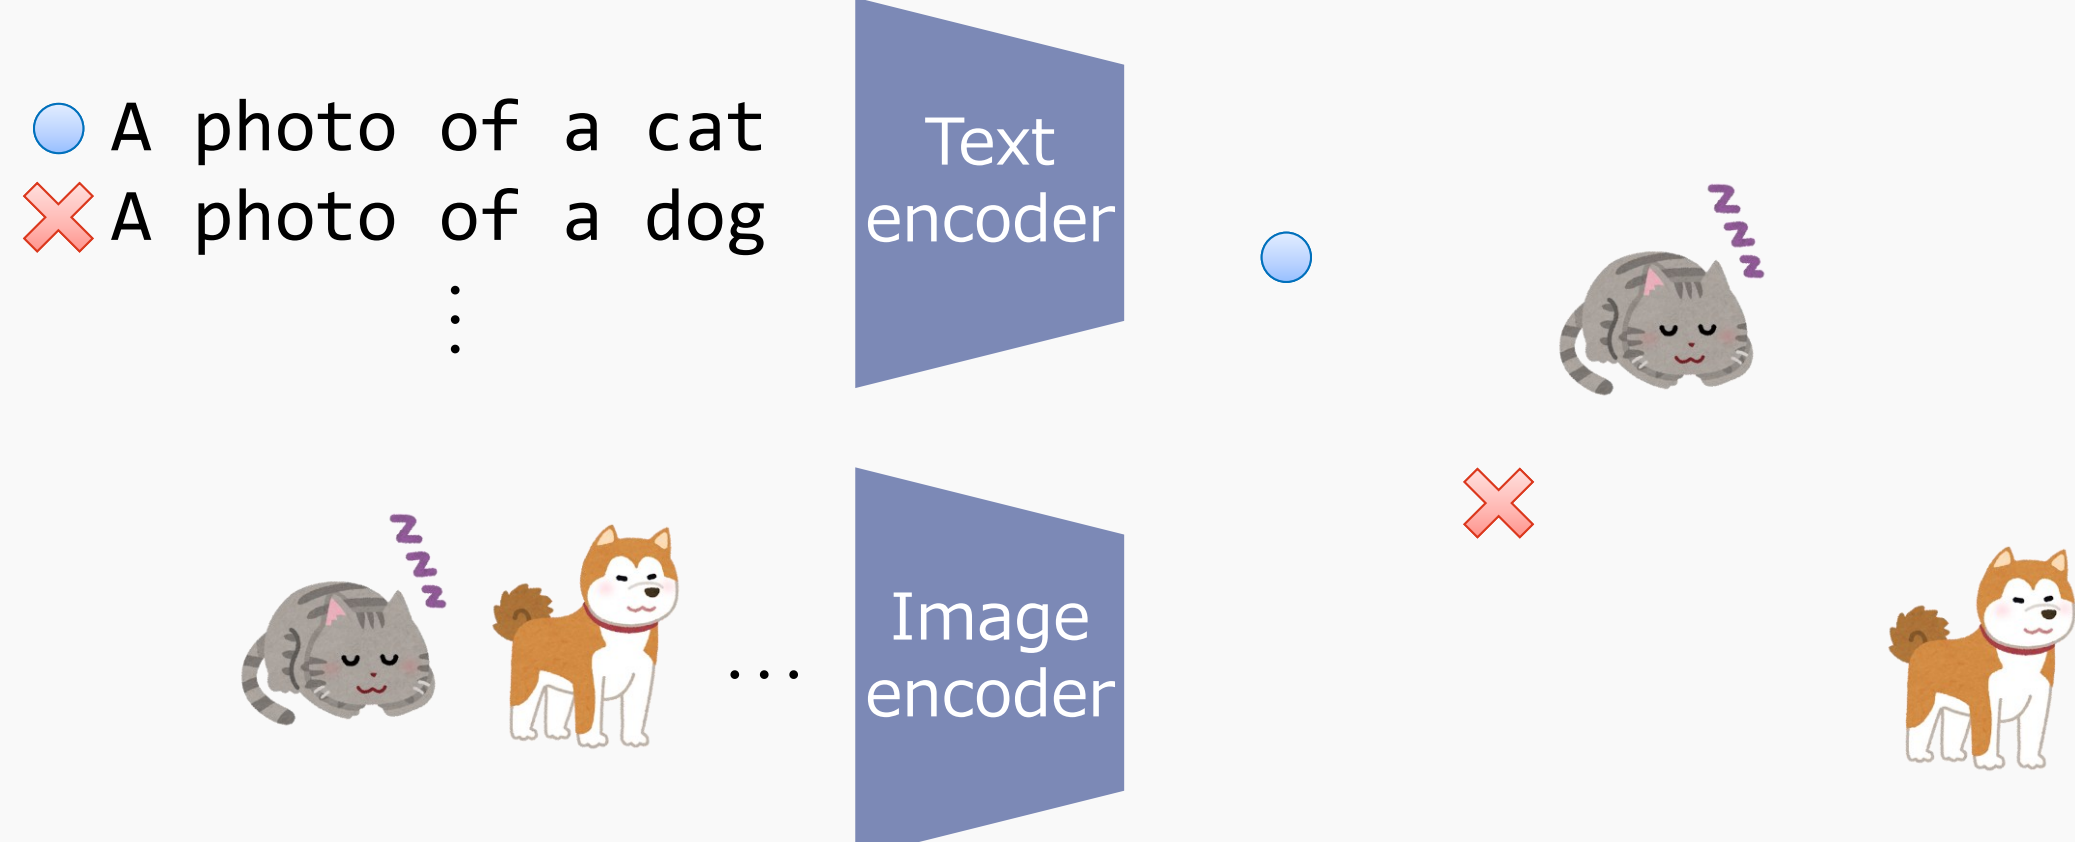 A photo of a cat
A photo of a dog
⋮
Text
encoder
z
z
z
z
z
z
...
Image
encoder